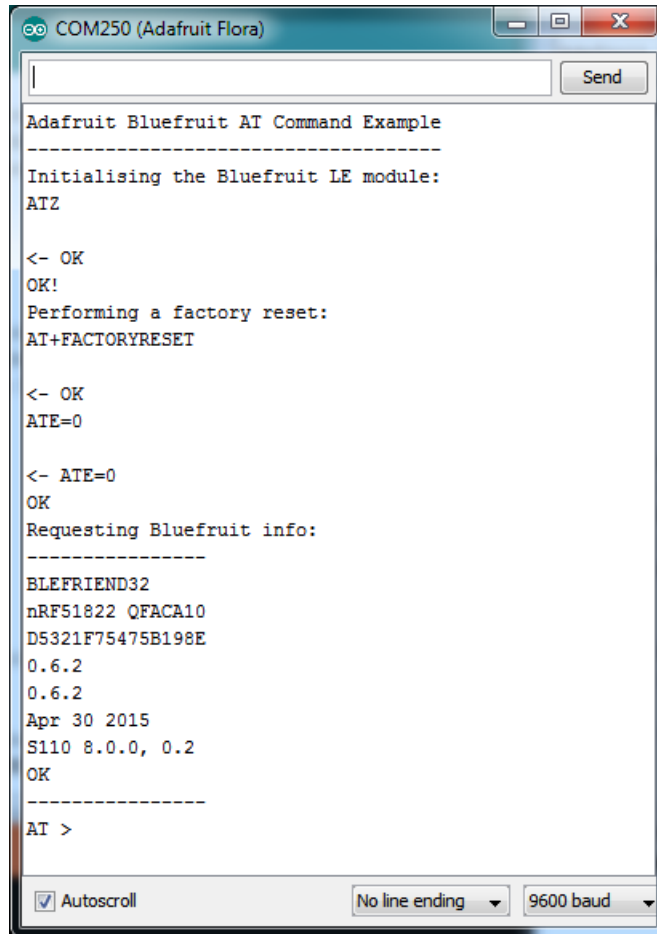 COM250 (Adafruit Flora)
Send
Adafruit Bluefruit AT Command Example
-------------------------------------
Initialising the Bluefruit LE module:
ATZ
<- OK
OK!
Performing a factory reset:
AT+FACTORYRESET
<- OK
ATE=0
<- ATE=0
OK
Requesting Bluefruit info:
----------------
BLEFRIEND32
nRF51822 QFACA10
D5321F75475B198E
0.6.2
0.6.2
Apr 30 2015
S110 8.0.0, 0.2
OK
----------------
AT >
Autoscroll No line ending 9600 baud